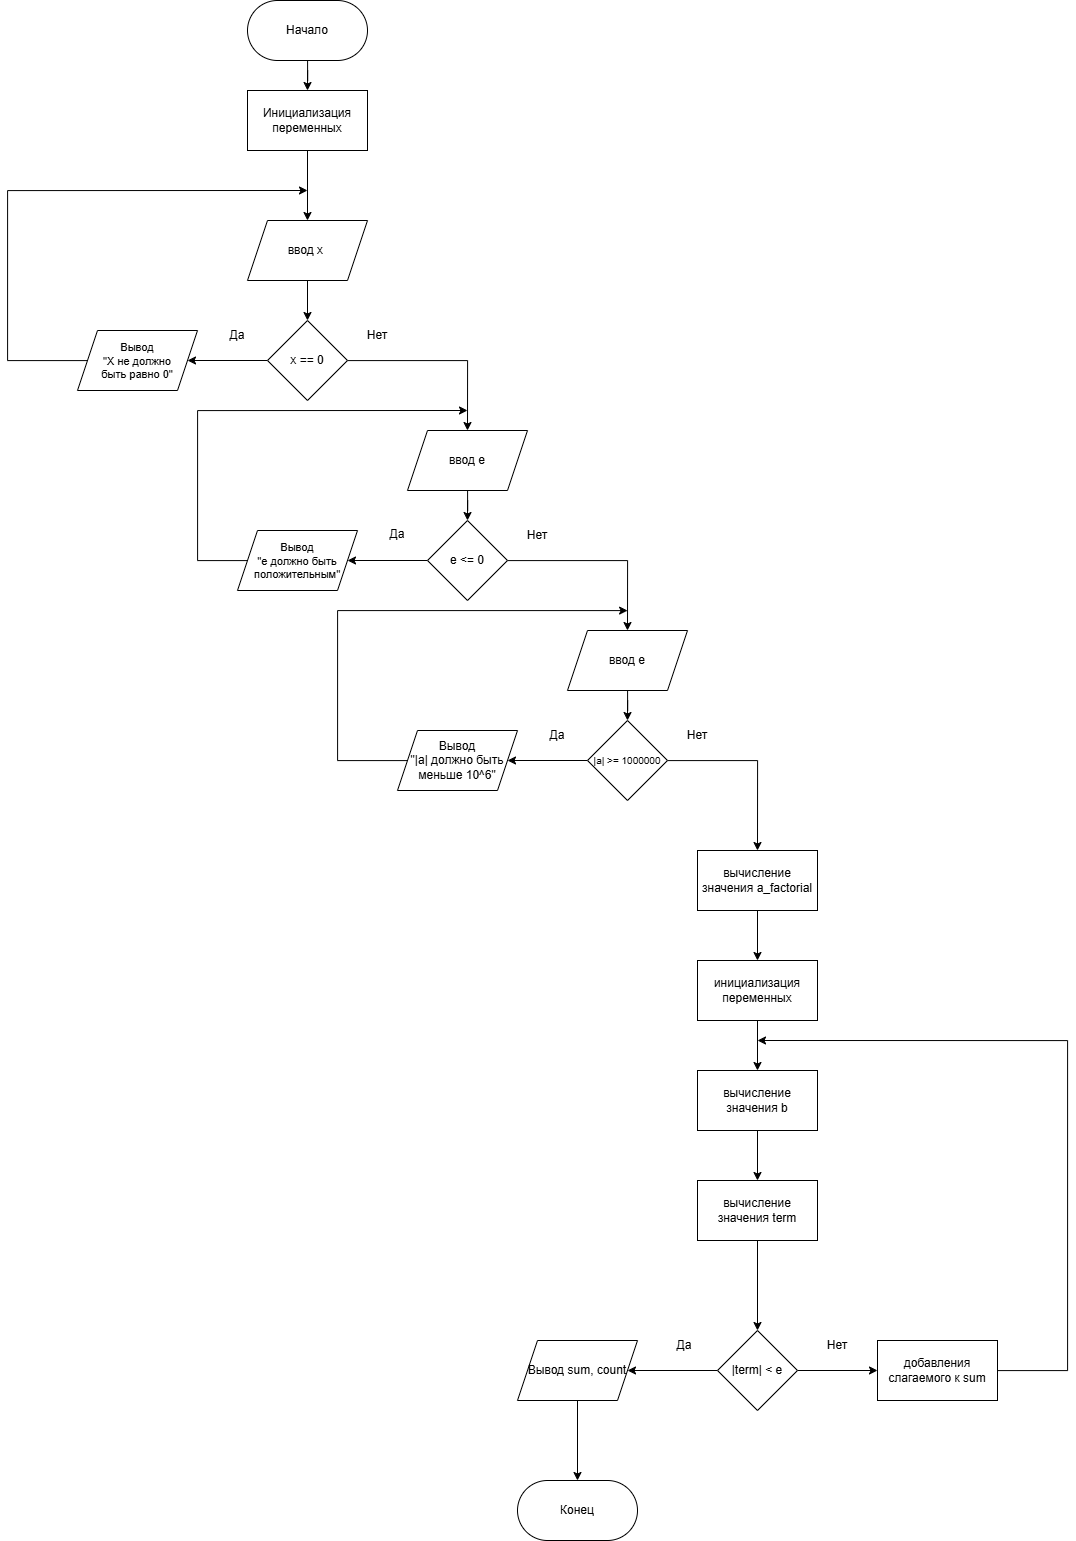 Начало
Инициализация
переменных
ввод x
Да
Нет
Вывод
"X не должно
быть равно 0"
x == 0
ввод e
Да
Нет
Вывод
"e должно быть
положительным"
e <= 0
ввод e
Да
Нет
Вывод
"|a| должно быть
меньше 10^6"
|a| >= 1000000
вычисление
значения a_factorial
инициализация
переменных
вычисление
значения b
вычисление
значения term
Да
Нет
Вывод sum, count
|term| < e
добавления
слагаемого к sum
Конец